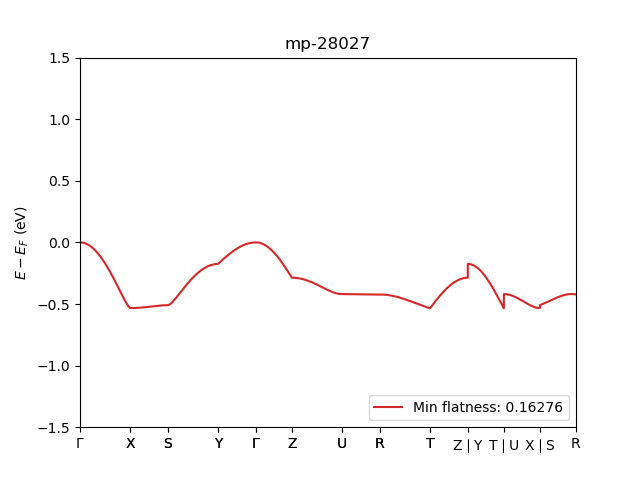 mp-28027
E − E_F (eV)
1.5
1.0
0.5
0.0
−0.5
−1.0
−1.5
Min flatness: 0.16276
Γ X S Y Γ Z U R T Z | Y T | U X | S R